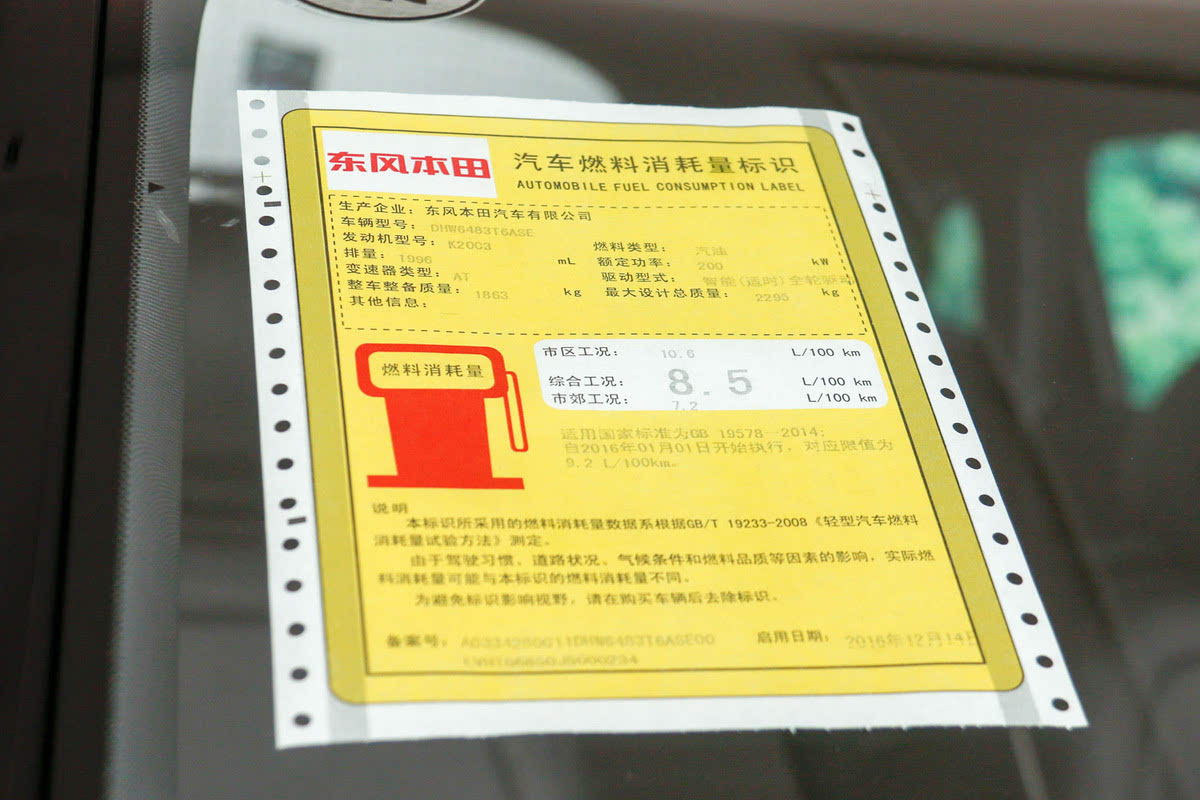 东风本田
汽车燃料消耗量标识
AUTOMOBILE FUEL CONSUMPTION LABEL
生产企业：东风本田汽车有限公司
车辆型号：DHW6483T6ASE
发动机型号：K20C3 燃料类型：汽油
排量：1996 mL 额定功率：200 kW
变速器类型：AT 驱动型式：智能(适时)全轮驱动
整车整备质量：1863 kg 最大设计总质量：2295 kg
其他信息：
燃料消耗量
市区工况：10.6 L/100 km
综合工况：8.5 L/100 km
市郊工况：7.2 L/100 km
适用国家标准为GB 19578—2014；
自2016年01月01日开始执行，对应限值为
9.2 L/100km。
说明
本标识所采用的燃料消耗量数据系根据GB/T 19233-2008《轻型汽车燃料
消耗量试验方法》测定。
由于驾驶习惯、道路状况、气候条件和燃料品质等因素的影响，实际燃
料消耗量可能与本标识的燃料消耗量不同。
为避免标识影响视野，请在购买车辆后去除标识。
备案号： 启用日期：2016年12月14日